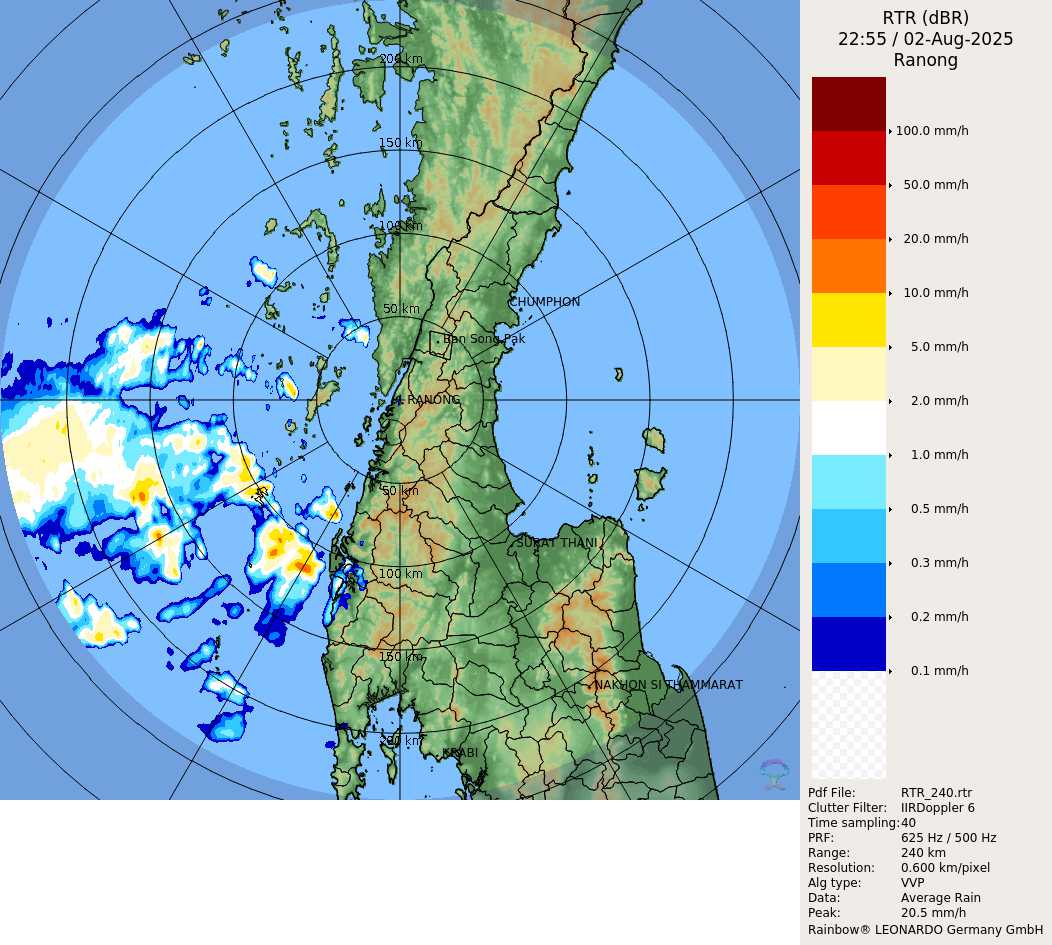 RTR (dBR)
22:55 / 02-Aug-2025
Ranong
200 km
150 km
100 km
50 km
CHUMPHON
Ban Song Pak
RANONG
50 km
SURAT THANI
100 km
150 km
NAKHON SI THAMMARAT
200 km
KRABI
100.0 mm/h
50.0 mm/h
20.0 mm/h
10.0 mm/h
5.0 mm/h
2.0 mm/h
1.0 mm/h
0.5 mm/h
0.3 mm/h
0.2 mm/h
0.1 mm/h
Pdf File: RTR_240.rtr
Clutter Filter: IIRDoppler 6
Time sampling:40
PRF: 625 Hz / 500 Hz
Range: 240 km
Resolution: 0.600 km/pixel
Alg type: VVP
Data: Average Rain
Peak: 20.5 mm/h
Rainbow® LEONARDO Germany GmbH